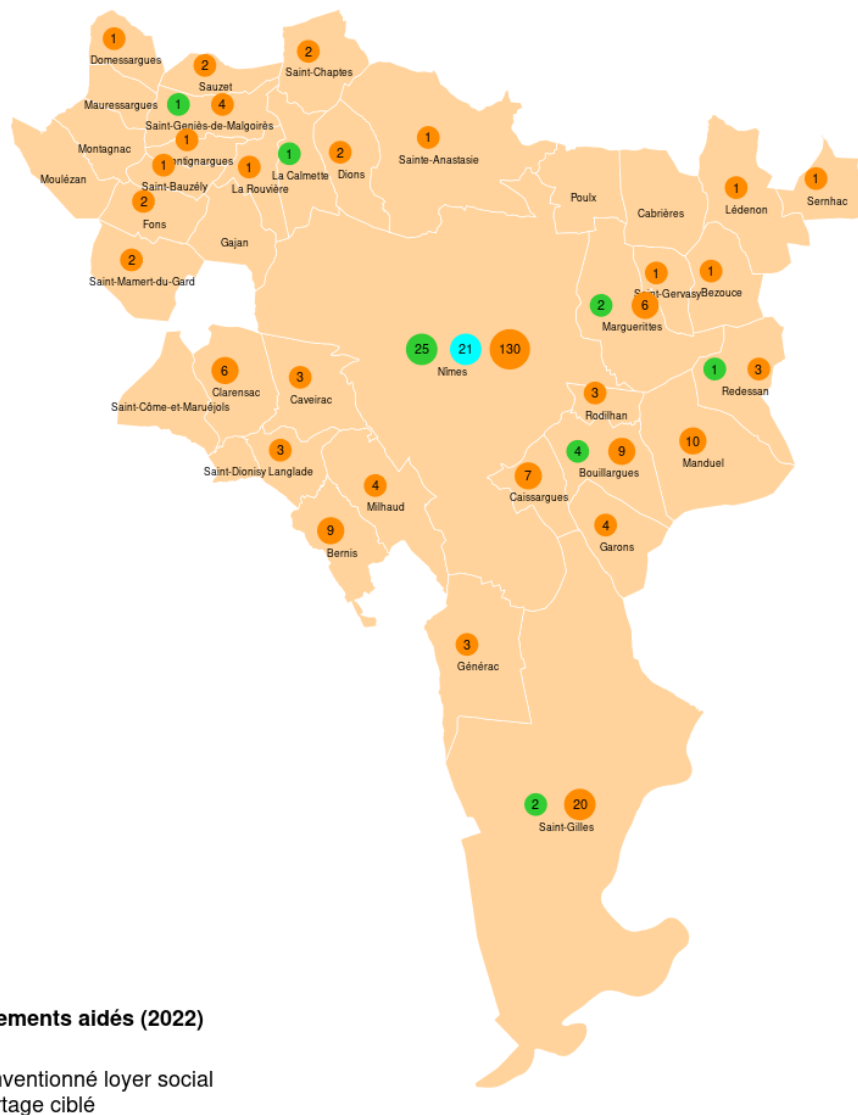 1
Domessargues
2
Sauzet
2
Saint-Chaptes
Mauressargues
1 4
Saint-Geniès-de-Malgoirès
1
Montagnac
ntignargues
1
Saint-Bauzély
1
La Rouvière
1
La Calmette
2
Dions
1
Sainte-Anastasie
Moulézan
2
Fons
Gajan
2
Saint-Mamert-du-Gard
Poulx
Cabrières
1
Lédenon
1
Sernhac
1
Saint-Gervasy
1
Bezouce
2 6
Marguerittes
25 21 130
Nîmes
1 3
Redessan
6
Clarensac
3
Caveirac
Saint-Côme-et-Maruéjols
3
Rodilhan
3
Saint-Dionisy Langlade
4 9
Bouillargues
10
Manduel
7
Caissargues
4
Milhaud
9
Bernis
4
Garons
3
Générac
2 20
Saint-Gilles
ements aidés (2022)
nventionné loyer social
rtage ciblé